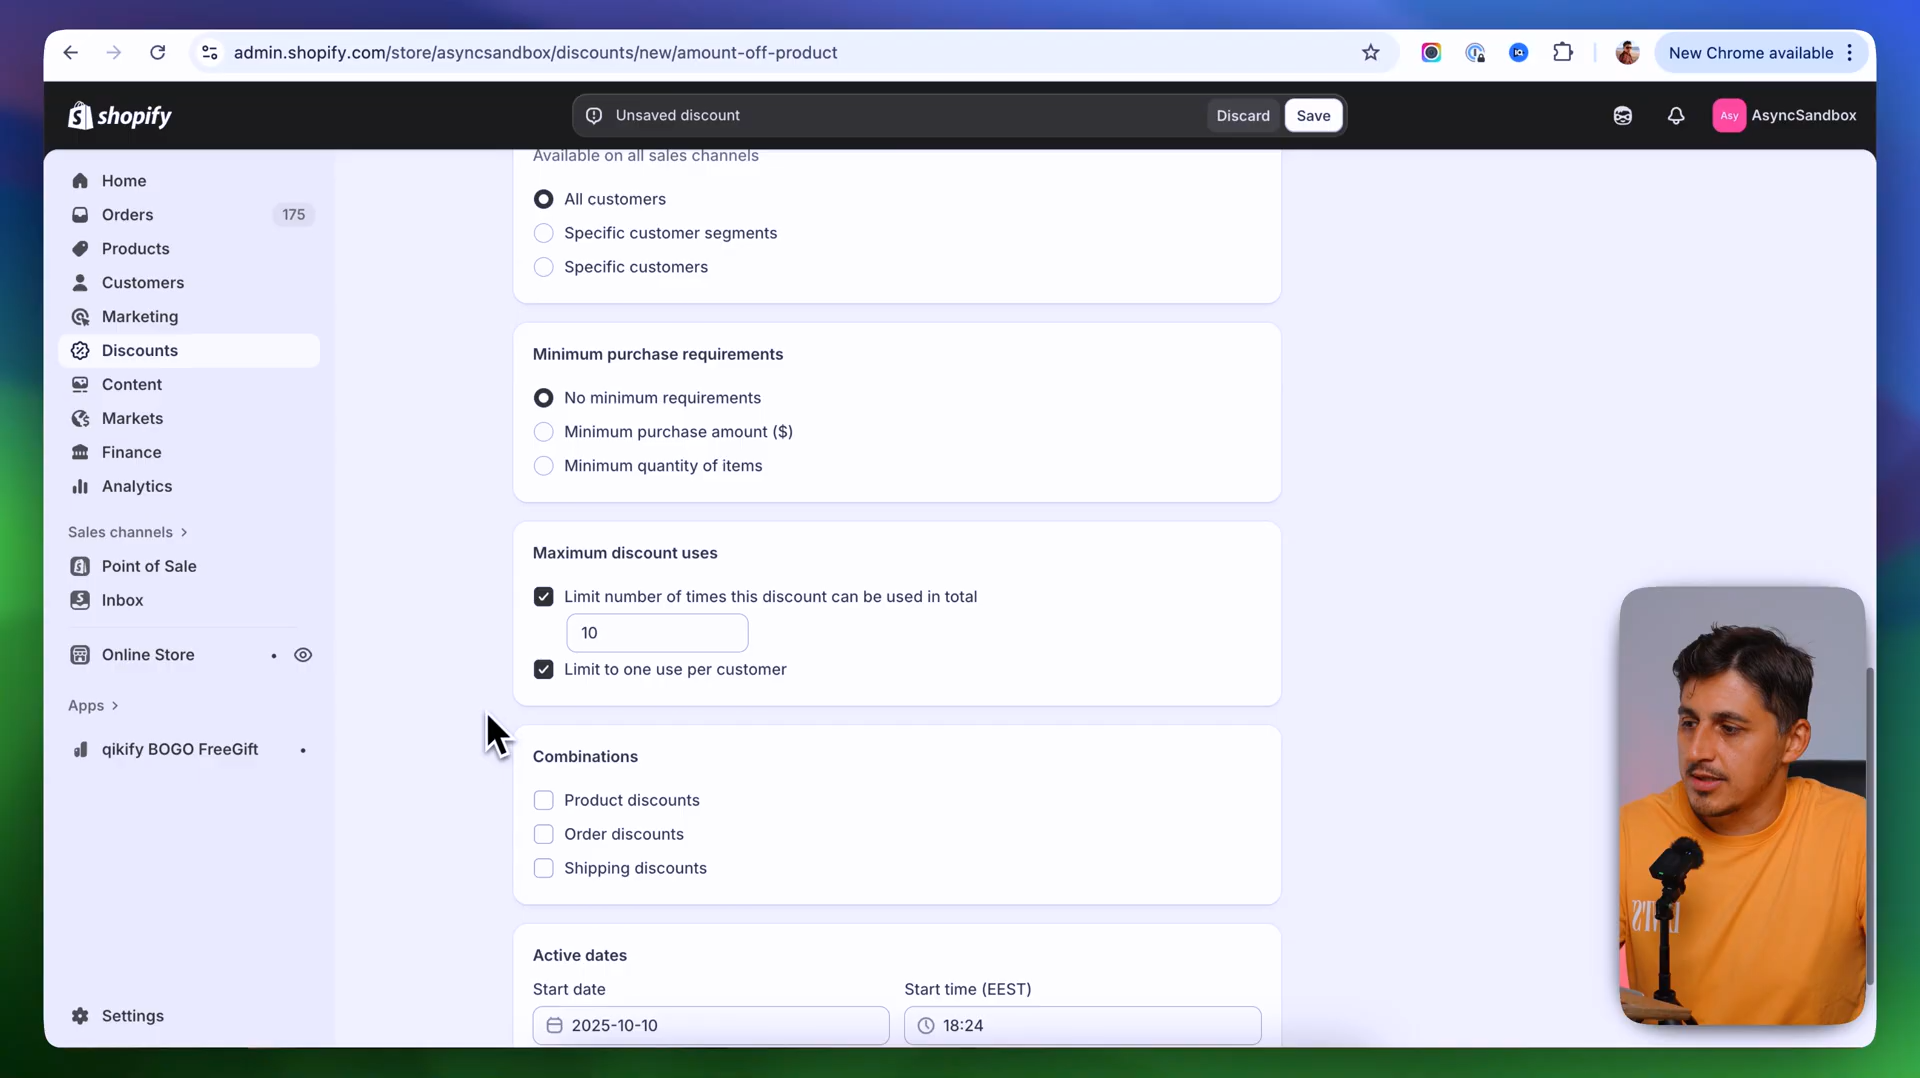 admin.shopify.com/store/asyncsandbox/discounts/new/amount-off-product
New Chrome available
shopify
Unsaved discount
Discard
Save
Asy
AsyncSandbox
Home
Orders
175
Products
Customers
Marketing
Discounts
Content
Markets
Finance
Analytics
Sales channels
Point of Sale
Inbox
Online Store
Apps
qikify BOGO FreeGift
Settings
Available on all sales channels
All customers
Specific customer segments
Specific customers
Minimum purchase requirements
No minimum requirements
Minimum purchase amount ($)
Minimum quantity of items
Maximum discount uses
Limit number of times this discount can be used in total
10
Limit to one use per customer
Combinations
Product discounts
Order discounts
Shipping discounts
Active dates
Start date
Start time (EEST)
2025-10-10
18:24